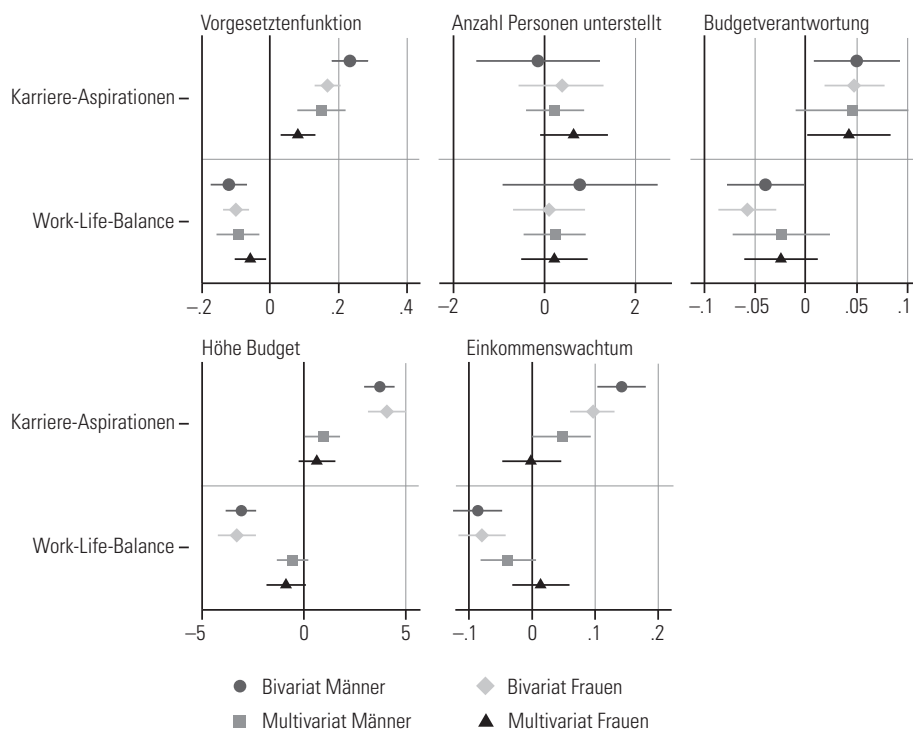 Vorgesetztenfunktion Anzahl Personen unterstellt Budgetverantwortung
Karriere-Aspirationen
Work-Life-Balance
–.2 0 .2 .4 –2 0 2 –.1 –.05 0 .05 .1
Höhe Budget Einkommenswachtum
Karriere-Aspirationen
Work-Life-Balance
–5 0 5 –.1 0 .1 .2
Bivariat Männer Bivariat Frauen
Multivariat Männer Multivariat Frauen